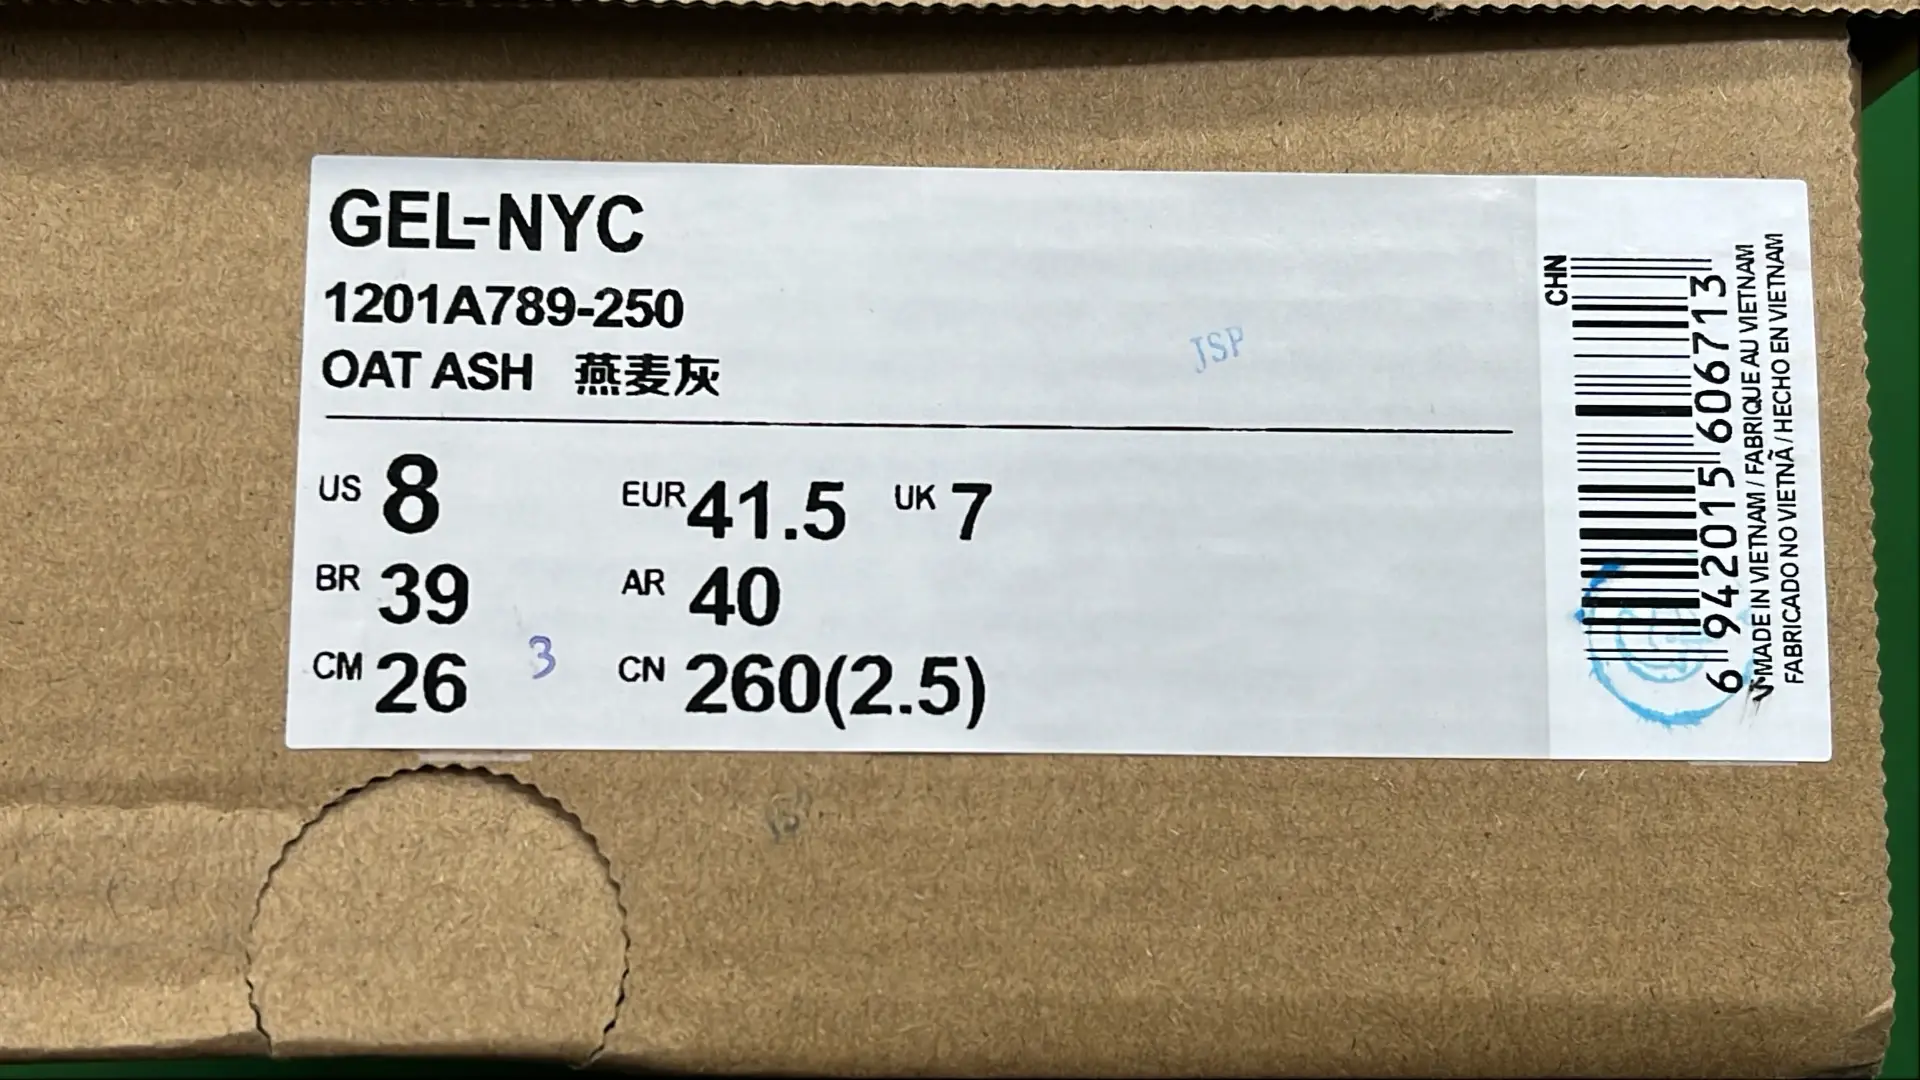 GEL-NYC
1201A789-250
OAT ASH 燕麦灰
JSP
US 8 EUR 41.5 UK 7
BR 39 AR 40
CM 26 3 CN 260(2.5)
CHN
6 942015 606713
MADE IN VIETNAM / FABRIQUE AU VIETNAM
FABRICADO NO VIETNÃ / HECHO EN VIETNAM